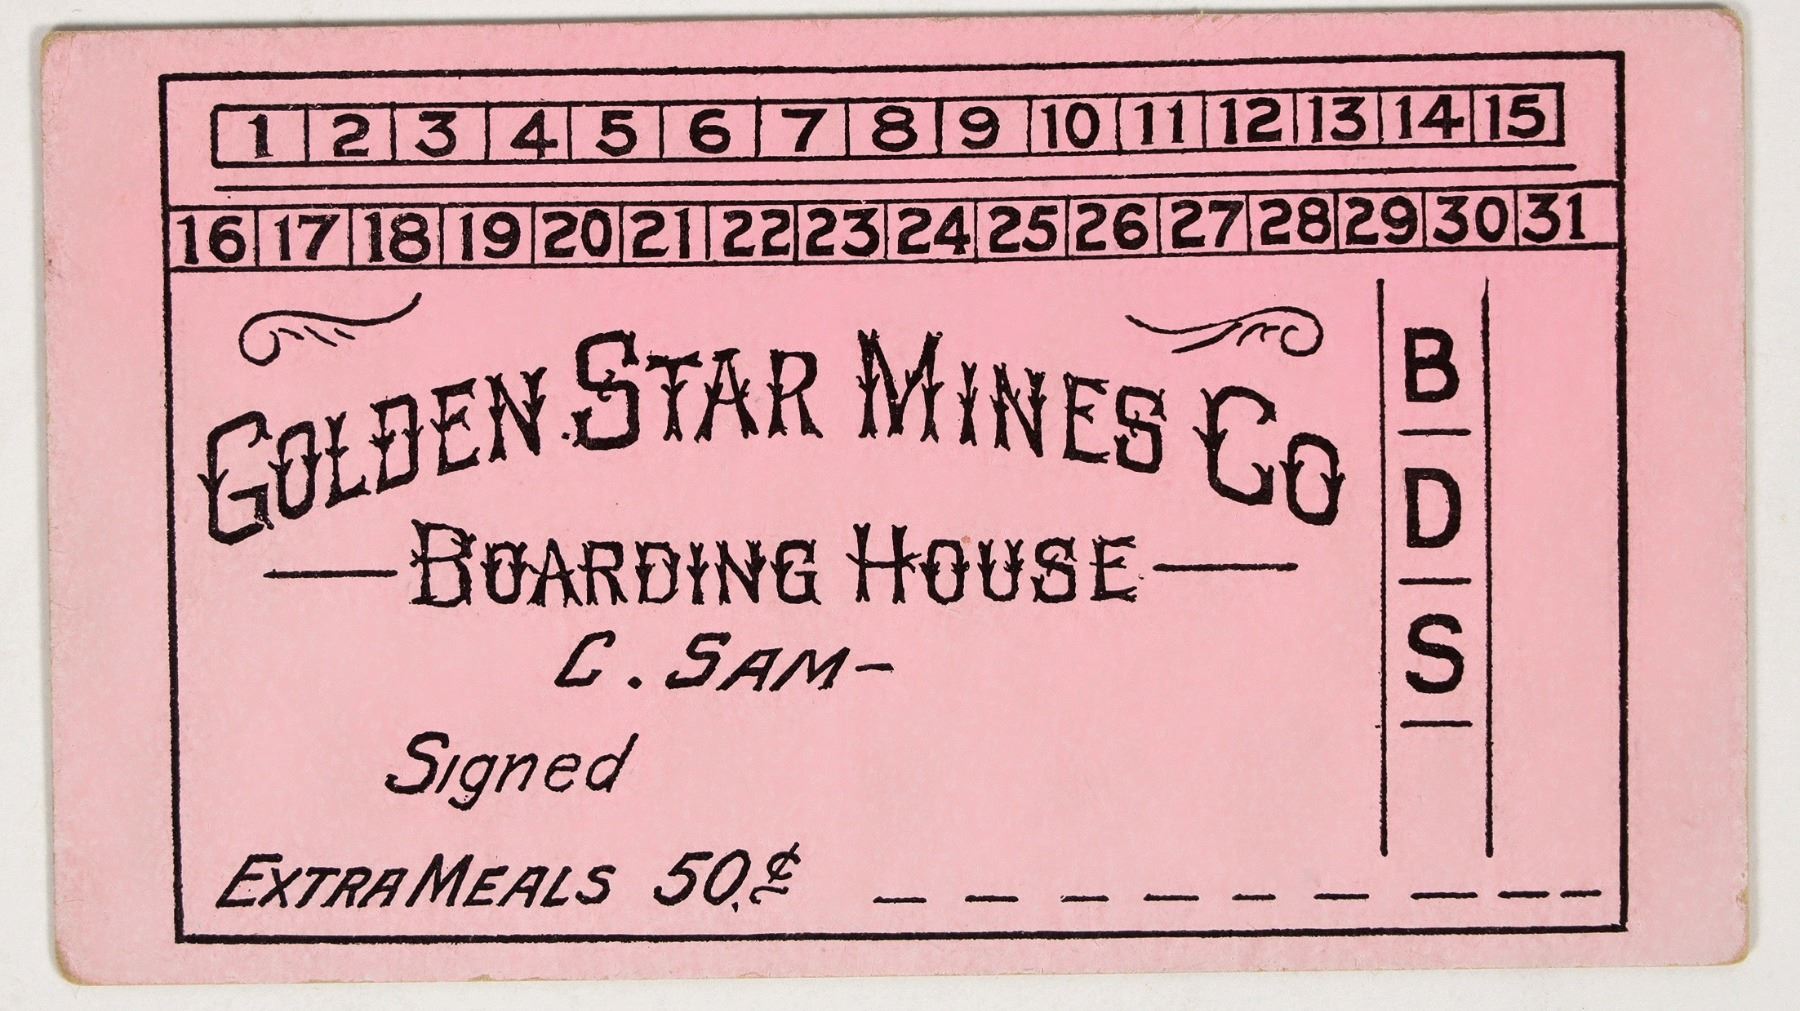 1 2 3 4 5 6 7 8 9 10 11 12 13 14 15
16 17 18 19 20 21 22 23 24 25 26 27 28 29 30 31
GOLDEN STAR MINES CO
BOARDING HOUSE
C. SAM-
Signed
EXTRA MEALS 50¢
B
D
S